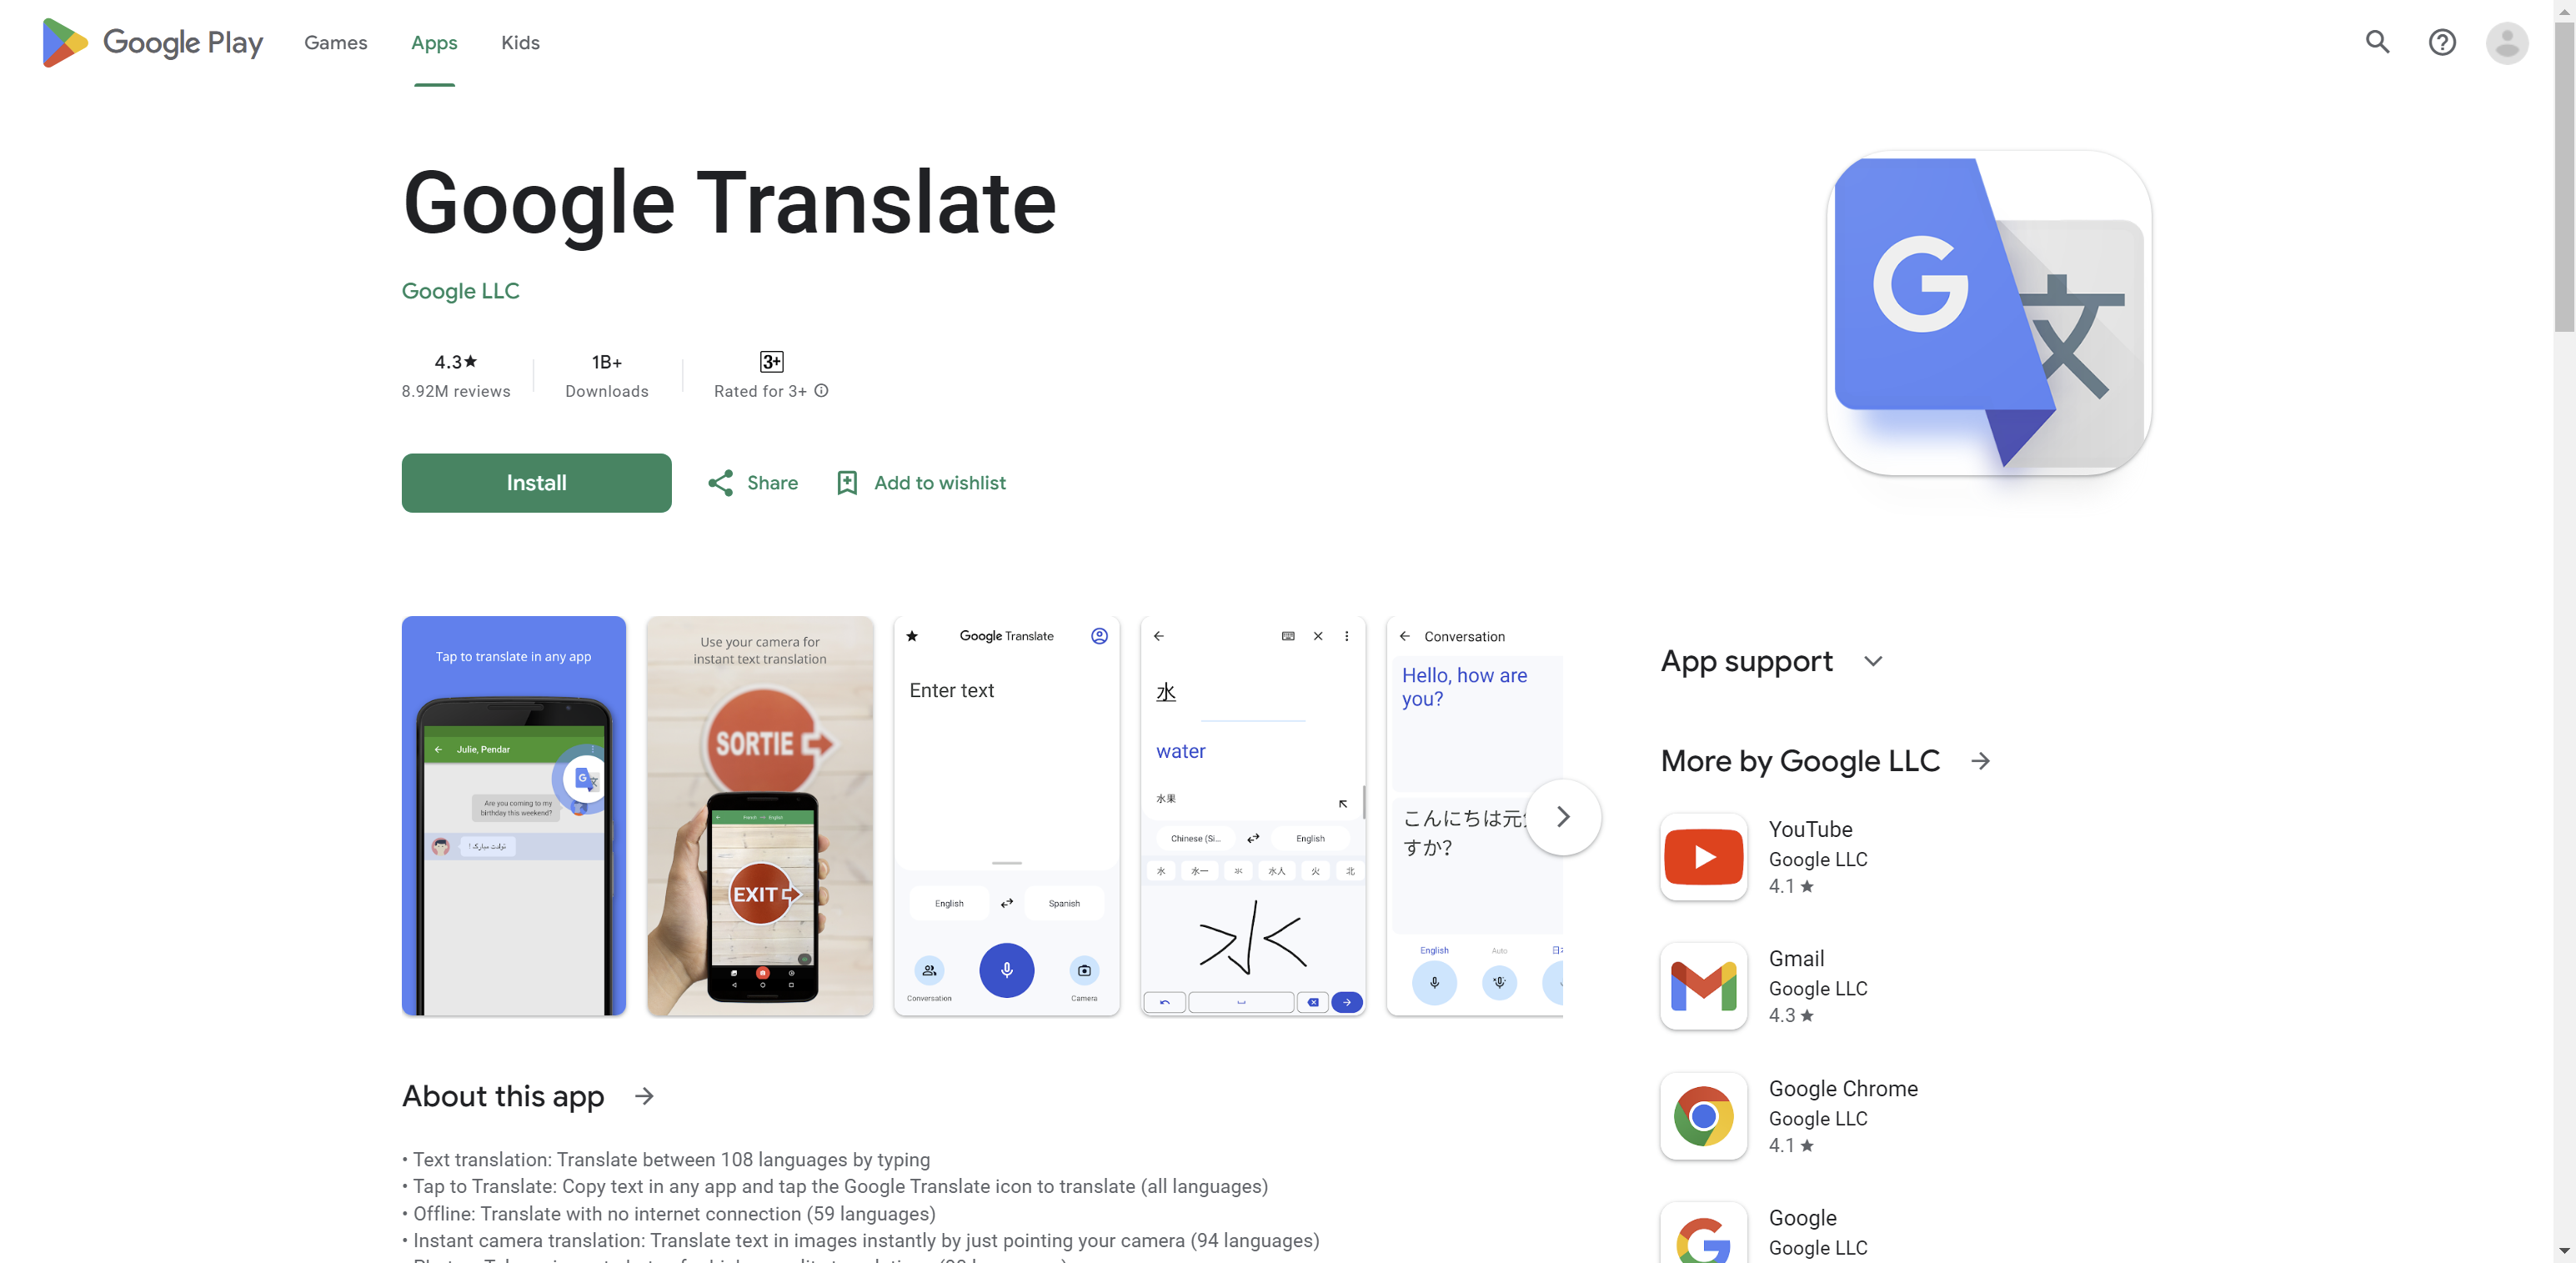 Google Play
Games
Apps
Kids
Google Translate
Google LLC
4.3★
8.92M reviews
1B+
Downloads
3+
Rated for 3+
Install
Share
Add to wishlist
Tap to translate in any app
Julie, Pendar
Are you coming to my
birthday this weekend?
تولدت مبارک !
Use your camera for
instant text translation
SORTIE
French
English
EXIT
Google Translate
Enter text
English
Spanish
Conversation
Camera
水
water
水果
Chinese (Si...
English
水
水一
水人
火
北
水
Conversation
Hello, how are
you?
こんにちは元
すか?
English
Auto
App support
More by Google LLC
YouTube
Google LLC
4.1★
Gmail
Google LLC
4.3★
Google Chrome
Google LLC
4.1★
Google
Google LLC
About this app
• Text translation: Translate between 108 languages by typing
• Tap to Translate: Copy text in any app and tap the Google Translate icon to translate (all languages)
• Offline: Translate with no internet connection (59 languages)
• Instant camera translation: Translate text in images instantly by just pointing your camera (94 languages)